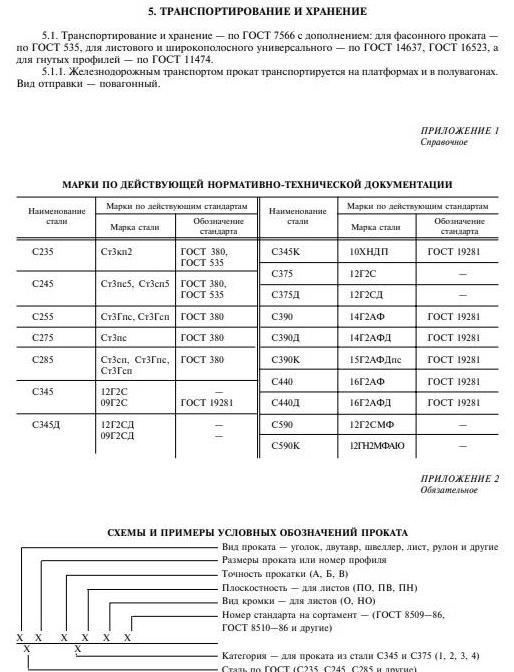 5. ТРАНСПОРТИРОВАНИЕ И ХРАНЕНИЕ
5.1. Транспортирование и хранение — по ГОСТ 7566 с дополнением: для фасонного проката —
по ГОСТ 535, для листового и широкополосного универсального — по ГОСТ 14637, ГОСТ 16523, а
для гнутых профилей — по ГОСТ 11474.
5.1.1. Железнодорожным транспортом прокат транспортируется на платформах и в полувагонах.
Вид отправки — повагонный.
ПРИЛОЖЕНИЕ 1
Справочное
МАРКИ ПО ДЕЙСТВУЮЩЕЙ НОРМАТИВНО-ТЕХНИЧЕСКОЙ ДОКУМЕНТАЦИИ
Наименование стали | Марки по действующим стандартам | Наименование стали | Марки по действующим стандартам
Марка стали | Обозначение стандарта | Марка стали | Обозначение стандарта
С235 | Ст3кп2 | ГОСТ 380, ГОСТ 535
С245 | Ст3пс5, Ст3сп5 | ГОСТ 380, ГОСТ 535
С255 | Ст3Гпс, Ст3Гсп | ГОСТ 380
С275 | Ст3пс | ГОСТ 380
С285 | Ст3сп, Ст3Гпс, Ст3Гсп | ГОСТ 380
С345 | 12Г2С | —
09Г2С | ГОСТ 19281
С345Д | 12Г2СД | —
09Г2СД | —
С345К | 10ХНДП | ГОСТ 19281
С375 | 12Г2С | —
С375Д | 12Г2СД | —
С390 | 14Г2АФ | ГОСТ 19281
С390Д | 14Г2АФД | ГОСТ 19281
С390К | 15Г2АФДпс | ГОСТ 19281
С440 | 16Г2АФ | ГОСТ 19281
С440Д | 16Г2АФД | ГОСТ 19281
С590 | 12Г2СМФ | —
С590К | 12ГН2МФАЮ | —
ПРИЛОЖЕНИЕ 2
Обязательное
СХЕМЫ И ПРИМЕРЫ УСЛОВНЫХ ОБОЗНАЧЕНИЙ ПРОКАТА
Вид проката — уголок, двутавр, швеллер, лист, рулон и другие
Размеры проката или номер профиля
Точность прокатки (А, Б, В)
Плоскостность — для листов (ПО, ПВ, ПН)
Вид кромки — для листов (О, НО)
Номер стандарта на сортамент — (ГОСТ 8509—86,
ГОСТ 8510—86 и другие)
Х Х Х Х Х Х
Х Х
Категория — для проката из стали С345 и С375 (1, 2, 3, 4)
Сталь по ГОСТ (С235, С245, С285 и другие)